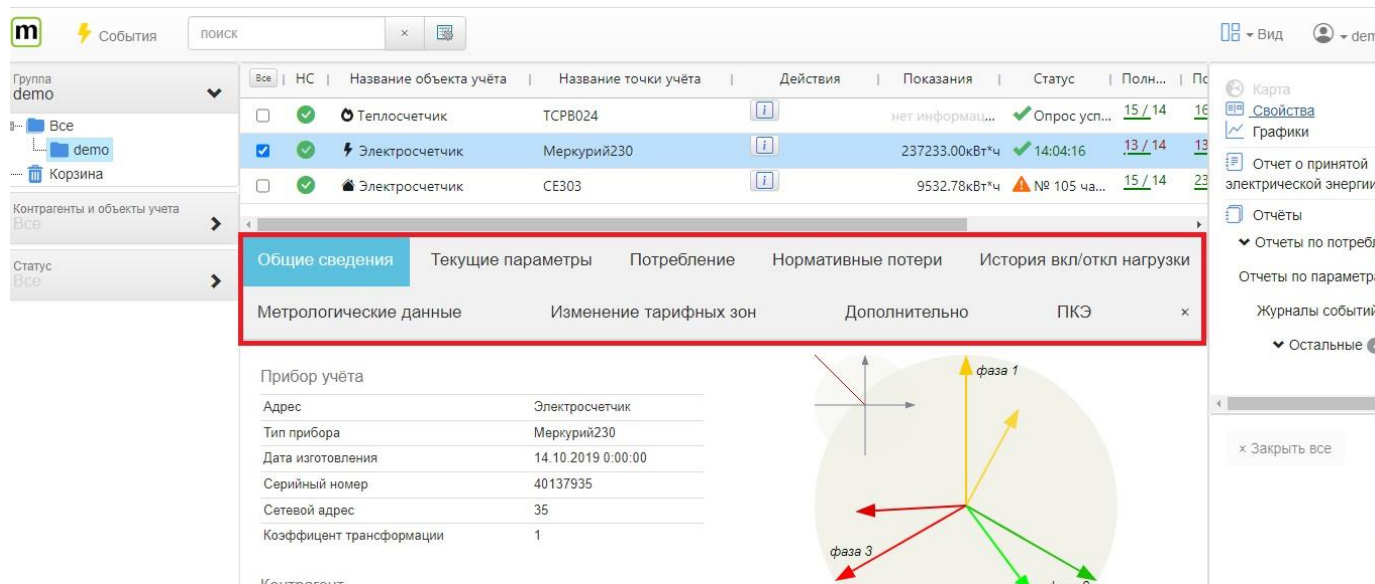 m События поиск × Вид dem
Группа
demo
Все
demo
Корзина
Контрагенты и объекты учета
Все
Статус
Все
Все | НС | Название объекта учёта | Название точки учёта | Действия | Показания | Статус | Полн... | По
Теплосчетчик ТСРВ024 i нет информац... Опрос усп... 15 / 14 16
Электросчетчик Меркурий230 i 237233.00кВт*ч 14:04:16 13 / 14 13
Электросчетчик СЕ303 i 9532.78кВт*ч № 105 ча... 15 / 14 23
Общие сведения Текущие параметры Потребление Нормативные потери История вкл/откл нагрузки
Метрологические данные Изменение тарифных зон Дополнительно ПКЭ ×
Прибор учёта
Адрес Электросчетчик
Тип прибора Меркурий230
Дата изготовления 14.10.2019 0:00:00
Серийный номер 40137935
Сетевой адрес 35
Коэффицент трансформации 1
фаза 1
фаза 3
Карта
Свойства
Графики
Отчет о принятой
электрической энергии
Отчёты
Отчеты по потребл
Отчеты по параметра
Журналы событий
Остальные
× Закрыть все